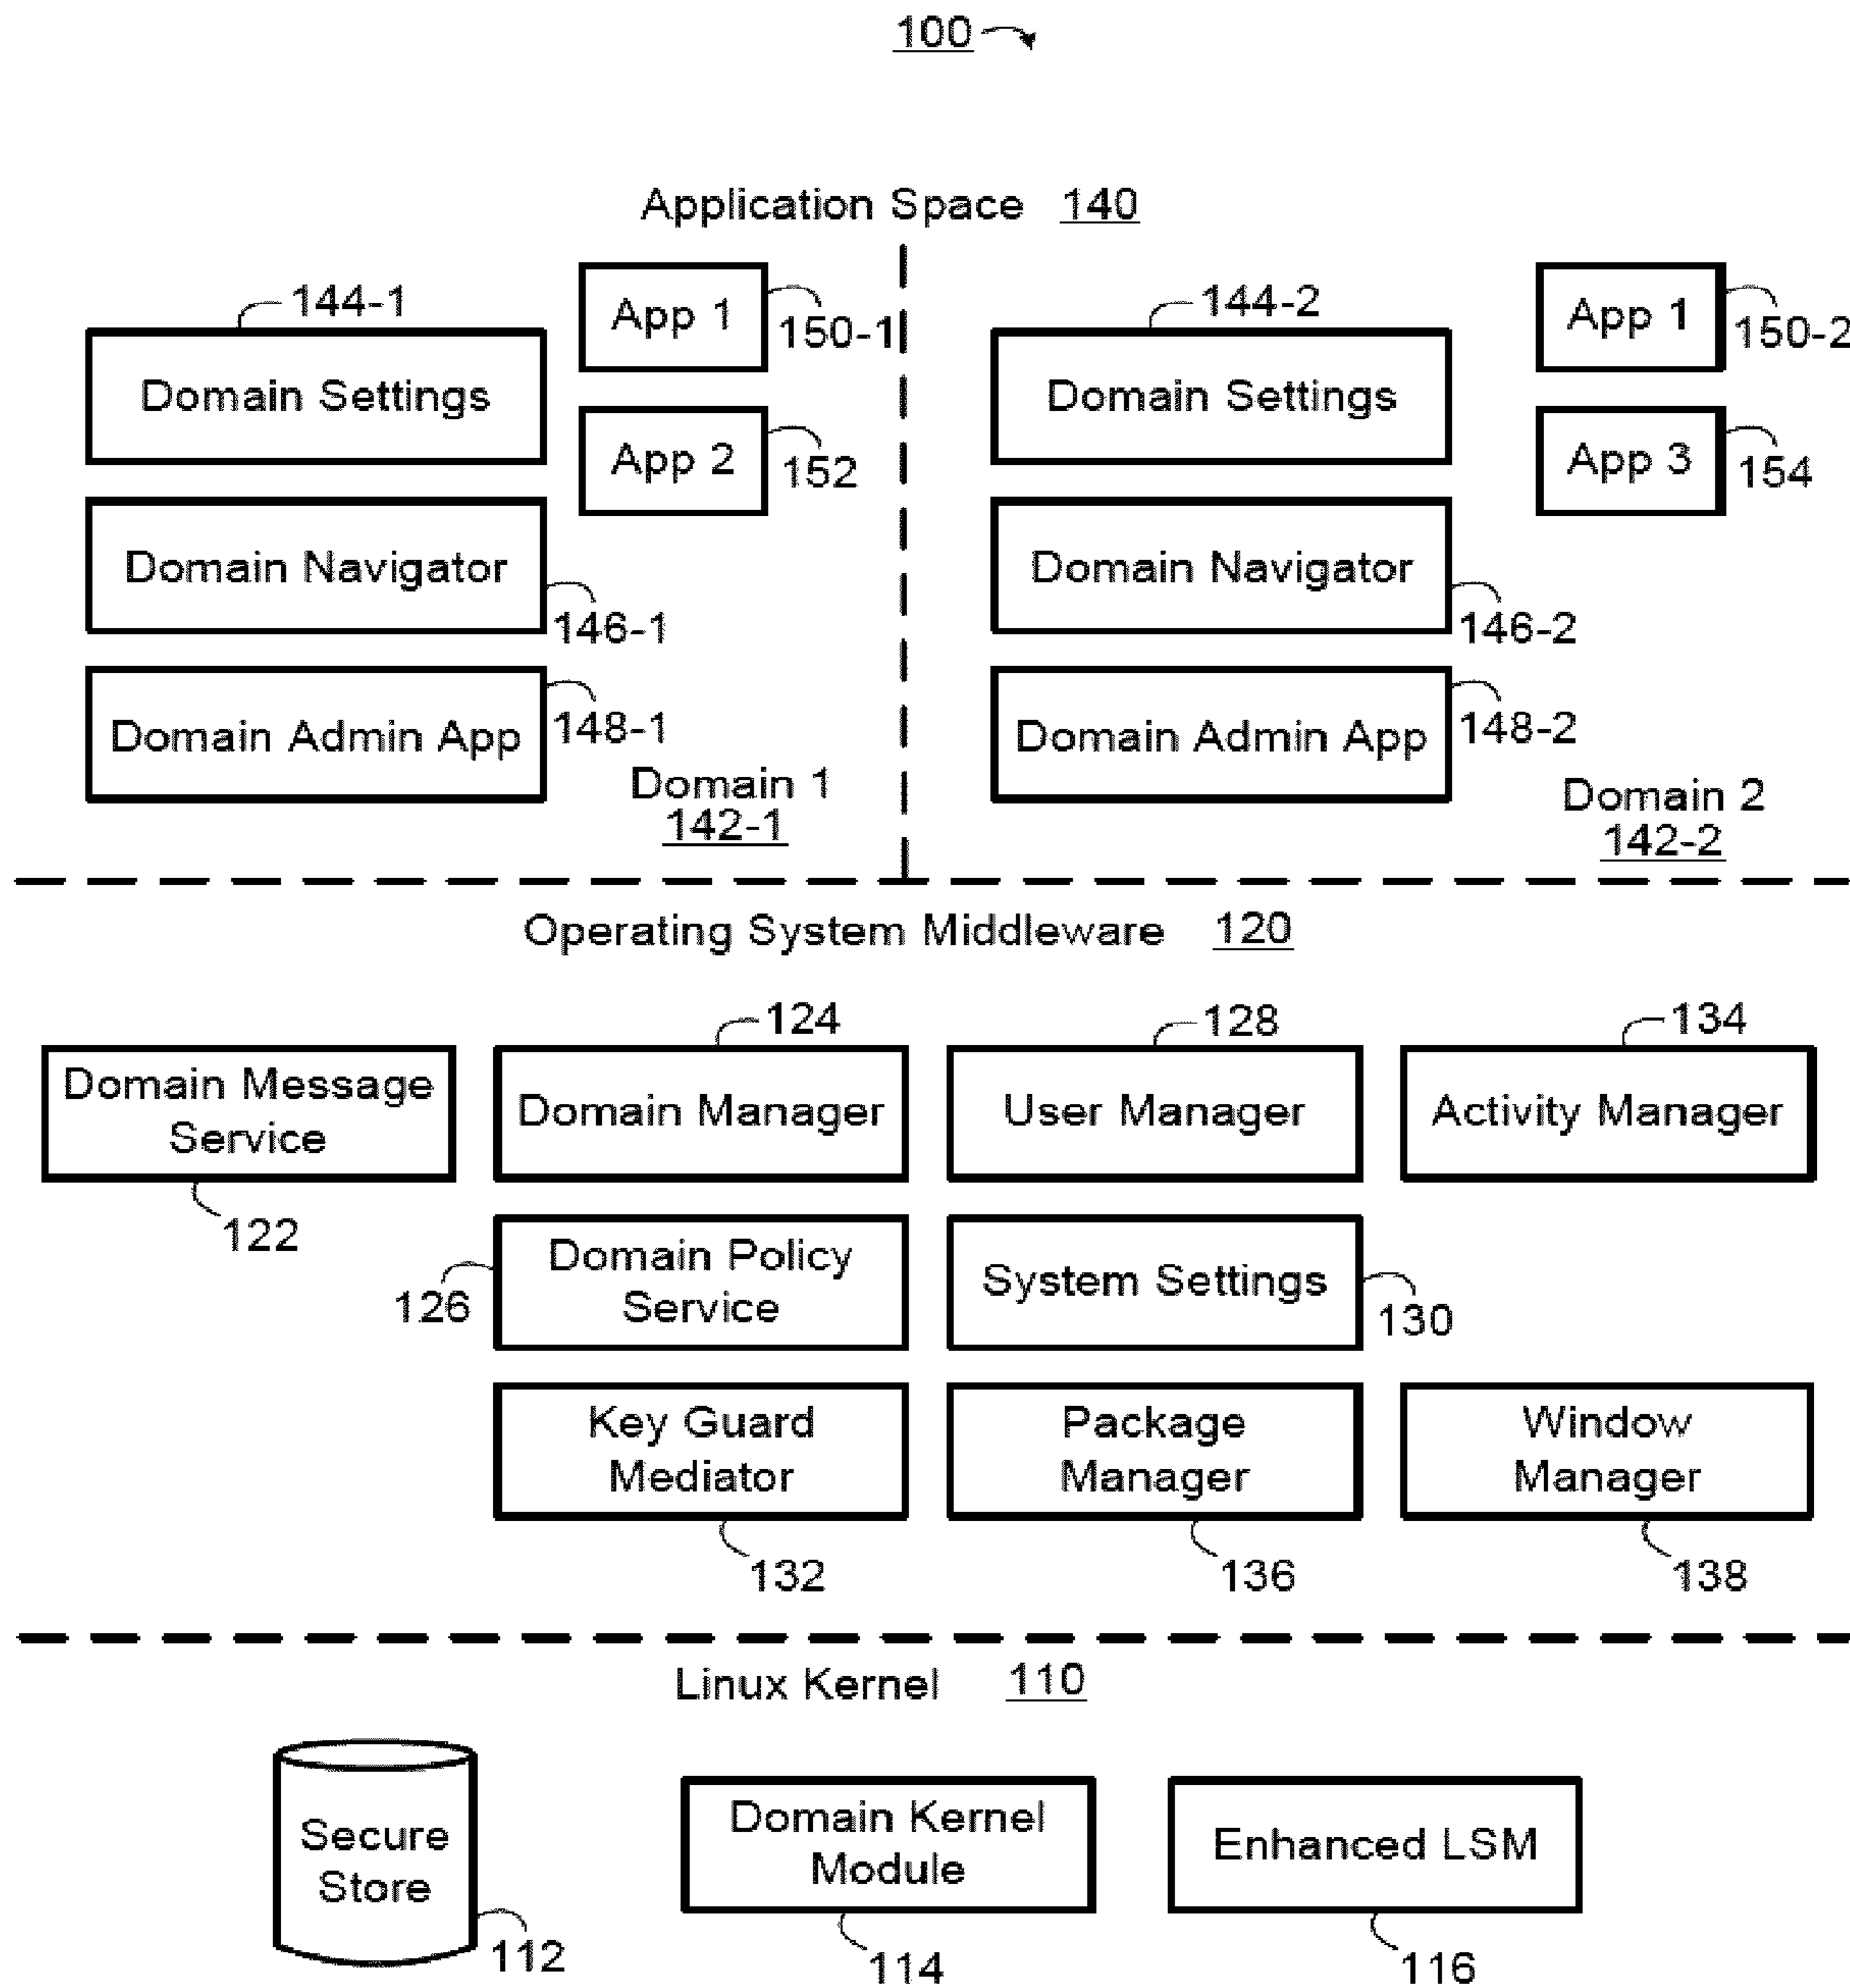 100
Application Space 140
144-1
App 1
150-1
144-2
App 1
150-2
Domain Settings
App 2
152
Domain Settings
App 3
154
Domain Navigator
146-1
Domain Navigator
146-2
Domain Admin App
148-1
Domain Admin App
148-2
Domain 1
142-1
Domain 2
142-2
Operating System Middleware 120
124
128
134
Domain Message
Service
Domain Manager
User Manager
Activity Manager
122
126
Domain Policy
Service
System Settings
130
Key Guard
Mediator
Package
Manager
Window
Manager
132
136
138
Linux Kernel 110
Secure
Store
Domain Kernel
Module
Enhanced LSM
112
114
116